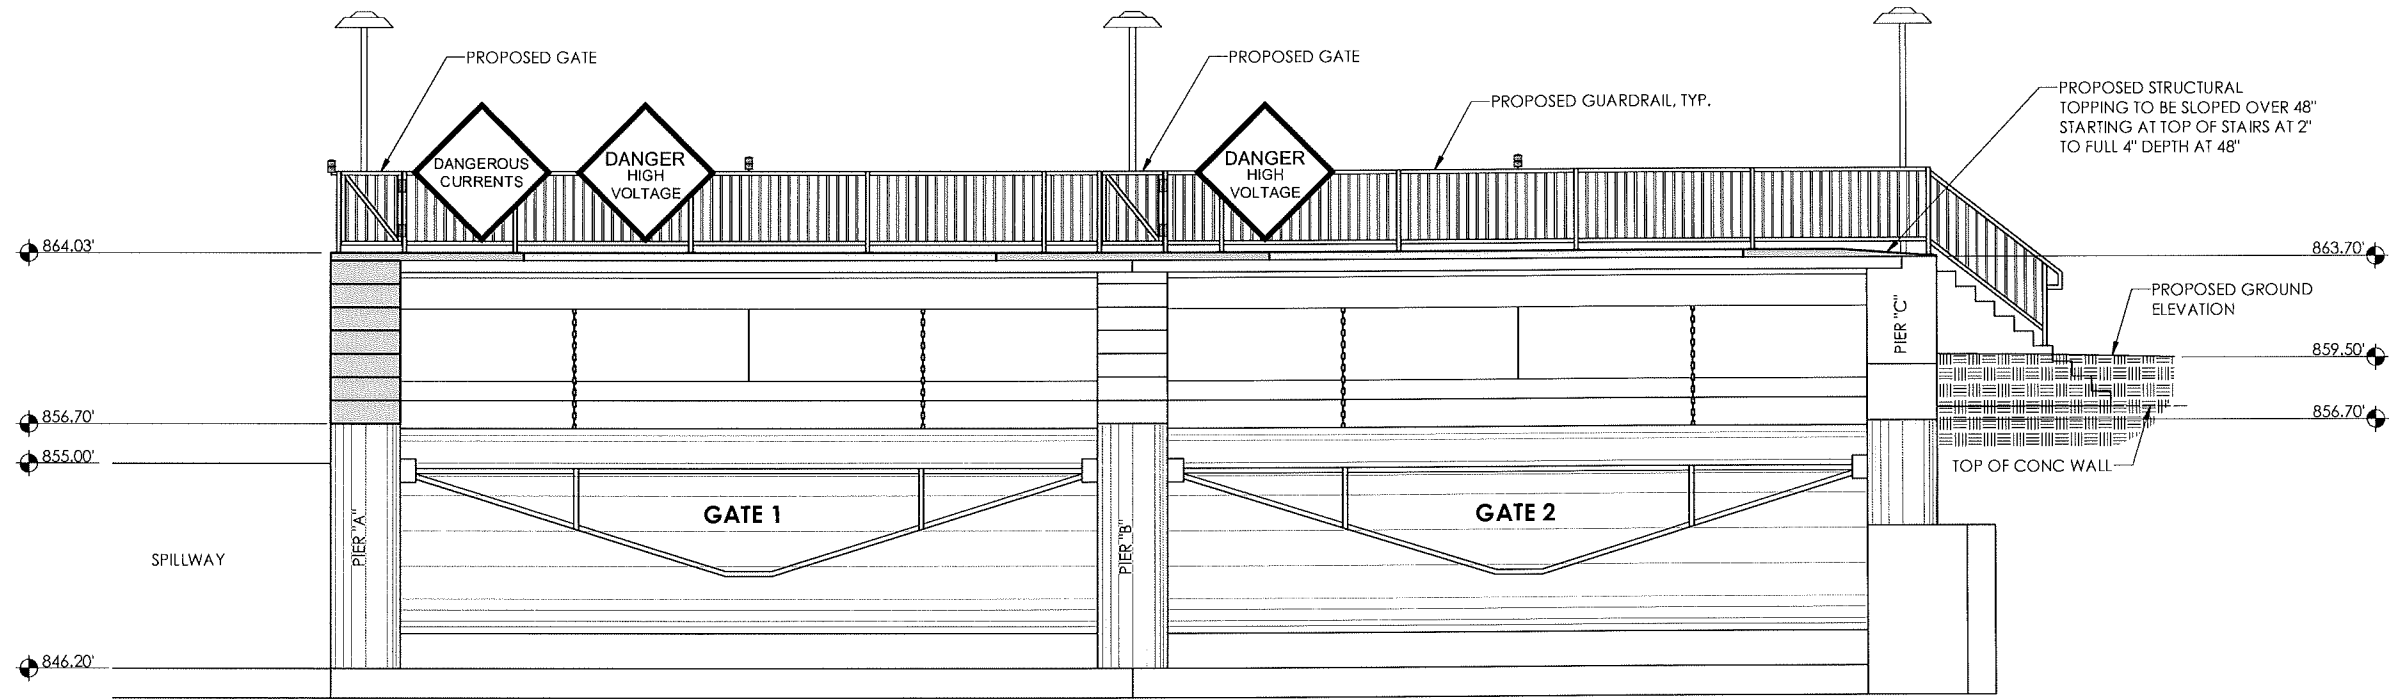 PROPOSED GATE
PROPOSED GATE
PROPOSED GUARDRAIL, TYP.
PROPOSED STRUCTURAL
TOPPING TO BE SLOPED OVER 48"
STARTING AT TOP OF STAIRS AT 2"
TO FULL 4" DEPTH AT 48"
DANGEROUS
CURRENTS
DANGER
HIGH
VOLTAGE
DANGER
HIGH
VOLTAGE
864.03'
863.70'
PROPOSED GROUND
ELEVATION
PIER "C"
859.50'
856.70'
856.70'
855.00'
TOP OF CONC WALL
GATE 1
GATE 2
PIER "A"
PIER "B"
SPILLWAY
846.20'